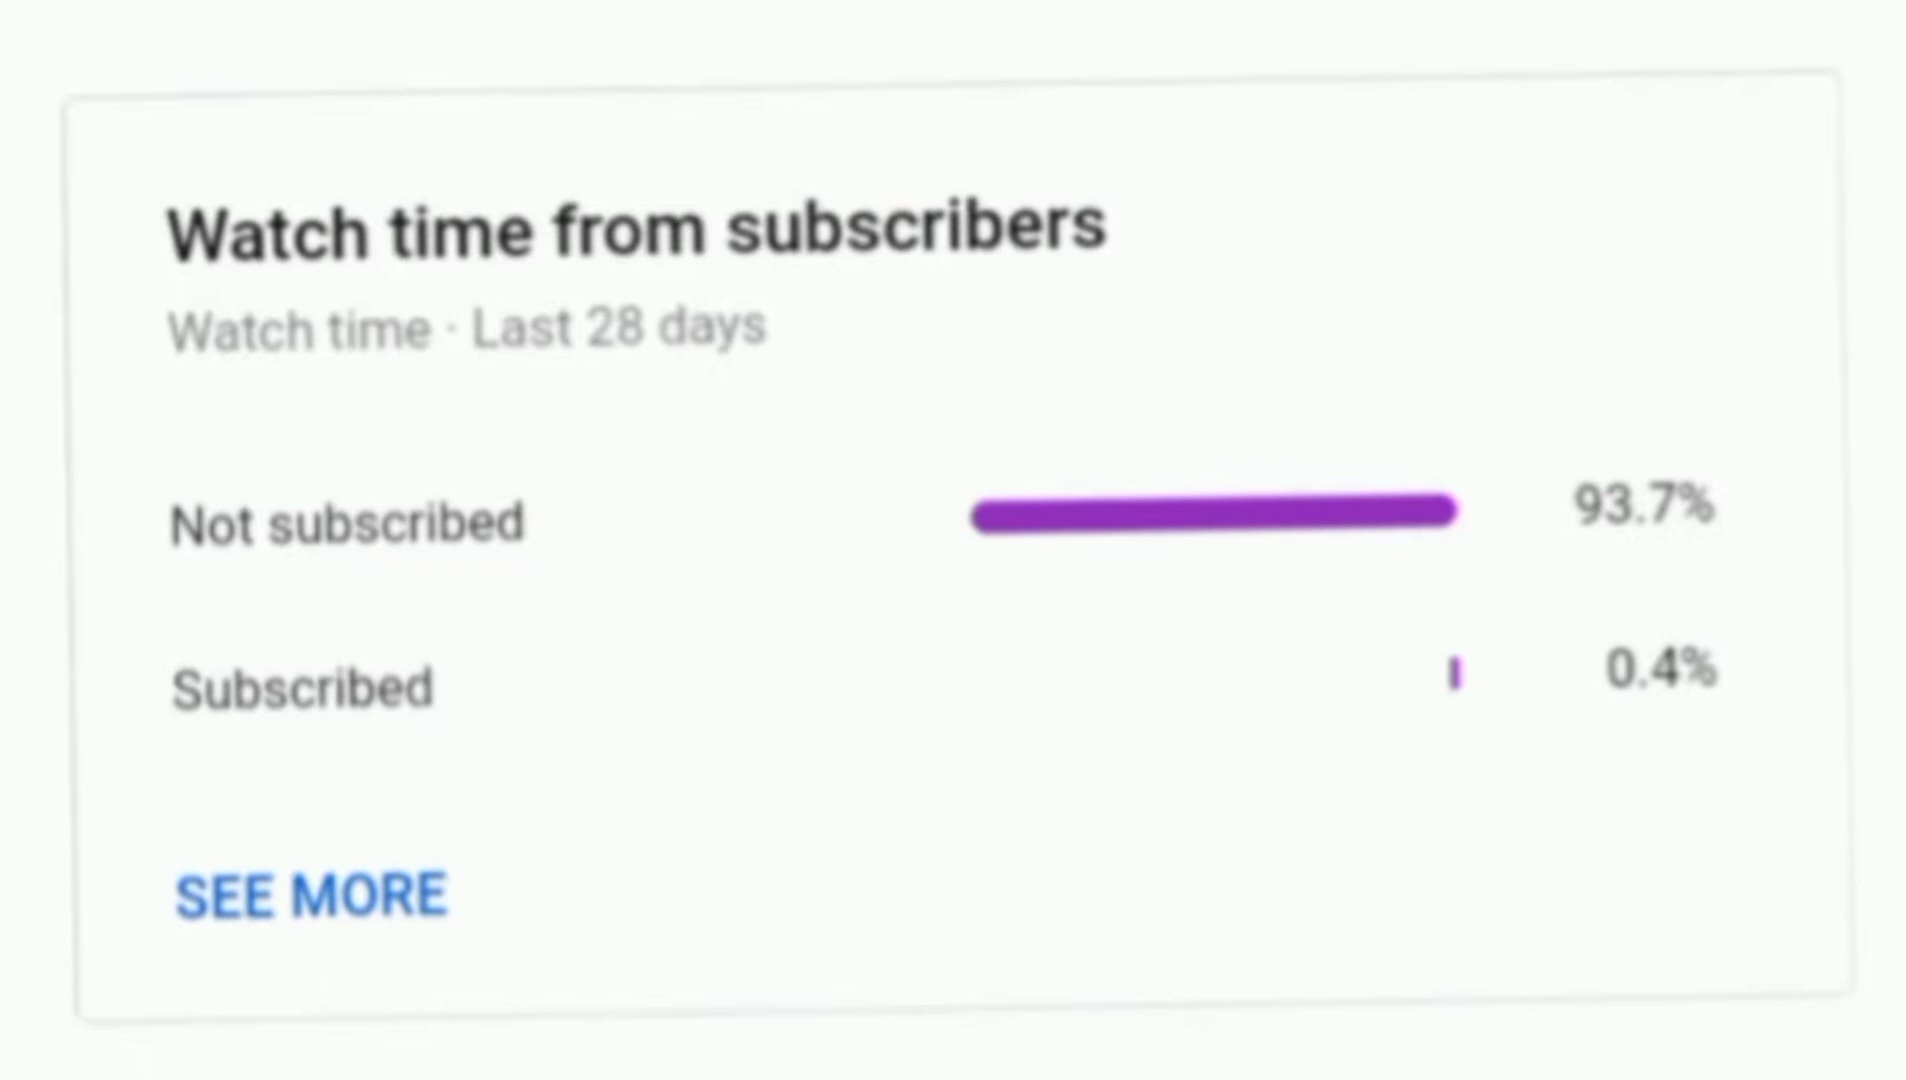 Watch time from subscribers
Watch time · Last 28 days
Not subscribed 93.7%
Subscribed 0.4%
SEE MORE